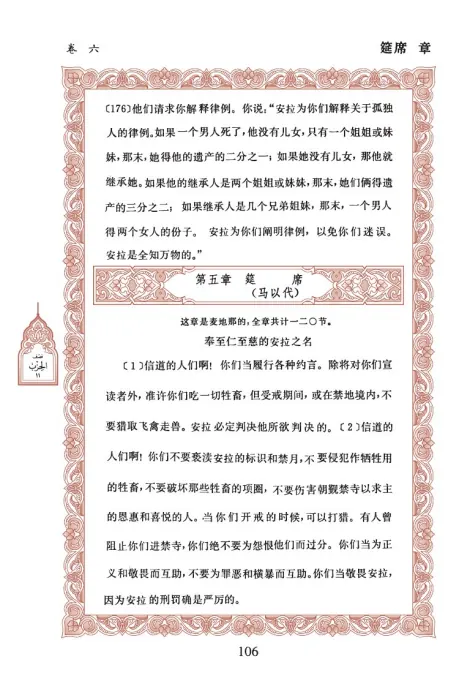 卷 六
筵席 章
〔176〕他们请求你解释律例。你说:“安拉为你们解释关于孤独
人的律例。如果一个男人死了,他没有儿女,只有一个姐姐或妹
妹,那末,她得他的遗产的二分之一;如果她没有儿女,那他就
继承她。如果他的继承人是两个姐姐或妹妹,那末,她们俩得遗
产的三分之二; 如果继承人是几个兄弟姐妹,那末,一个男人
得两个女人的份子。 安拉为你们阐明律例,以免你们迷误。
安拉是全知万物的。”
第五章 筵 席
(马以代)
这章是麦地那的,全章共计一二〇节。
奉至仁至慈的安拉之名
〔1〕信道的人们啊! 你们当履行各种约言。除将对你们宣
读者外,准许你们吃一切牲畜,但受戒期间,或在禁地境内,不
要猎取飞禽走兽。安拉必定判决他所欲判决的。〔2〕信道的
人们啊! 你们不要亵渎安拉的标识和禁月,不要侵犯作牺牲用
的牲畜,不要破坏那些牲畜的项圈,不要伤害朝觐禁寺以求主
的恩惠和喜悦的人。当你们开戒的时候,可以打猎。有人曾
阻止你们进禁寺,你们绝不要为怨恨他们而过分。你们当为正
义和敬畏而互助,不要为罪恶和横暴而互助。你们当敬畏安拉,
因为安拉的刑罚确是严厉的。
نصف
الحزب
١١
106